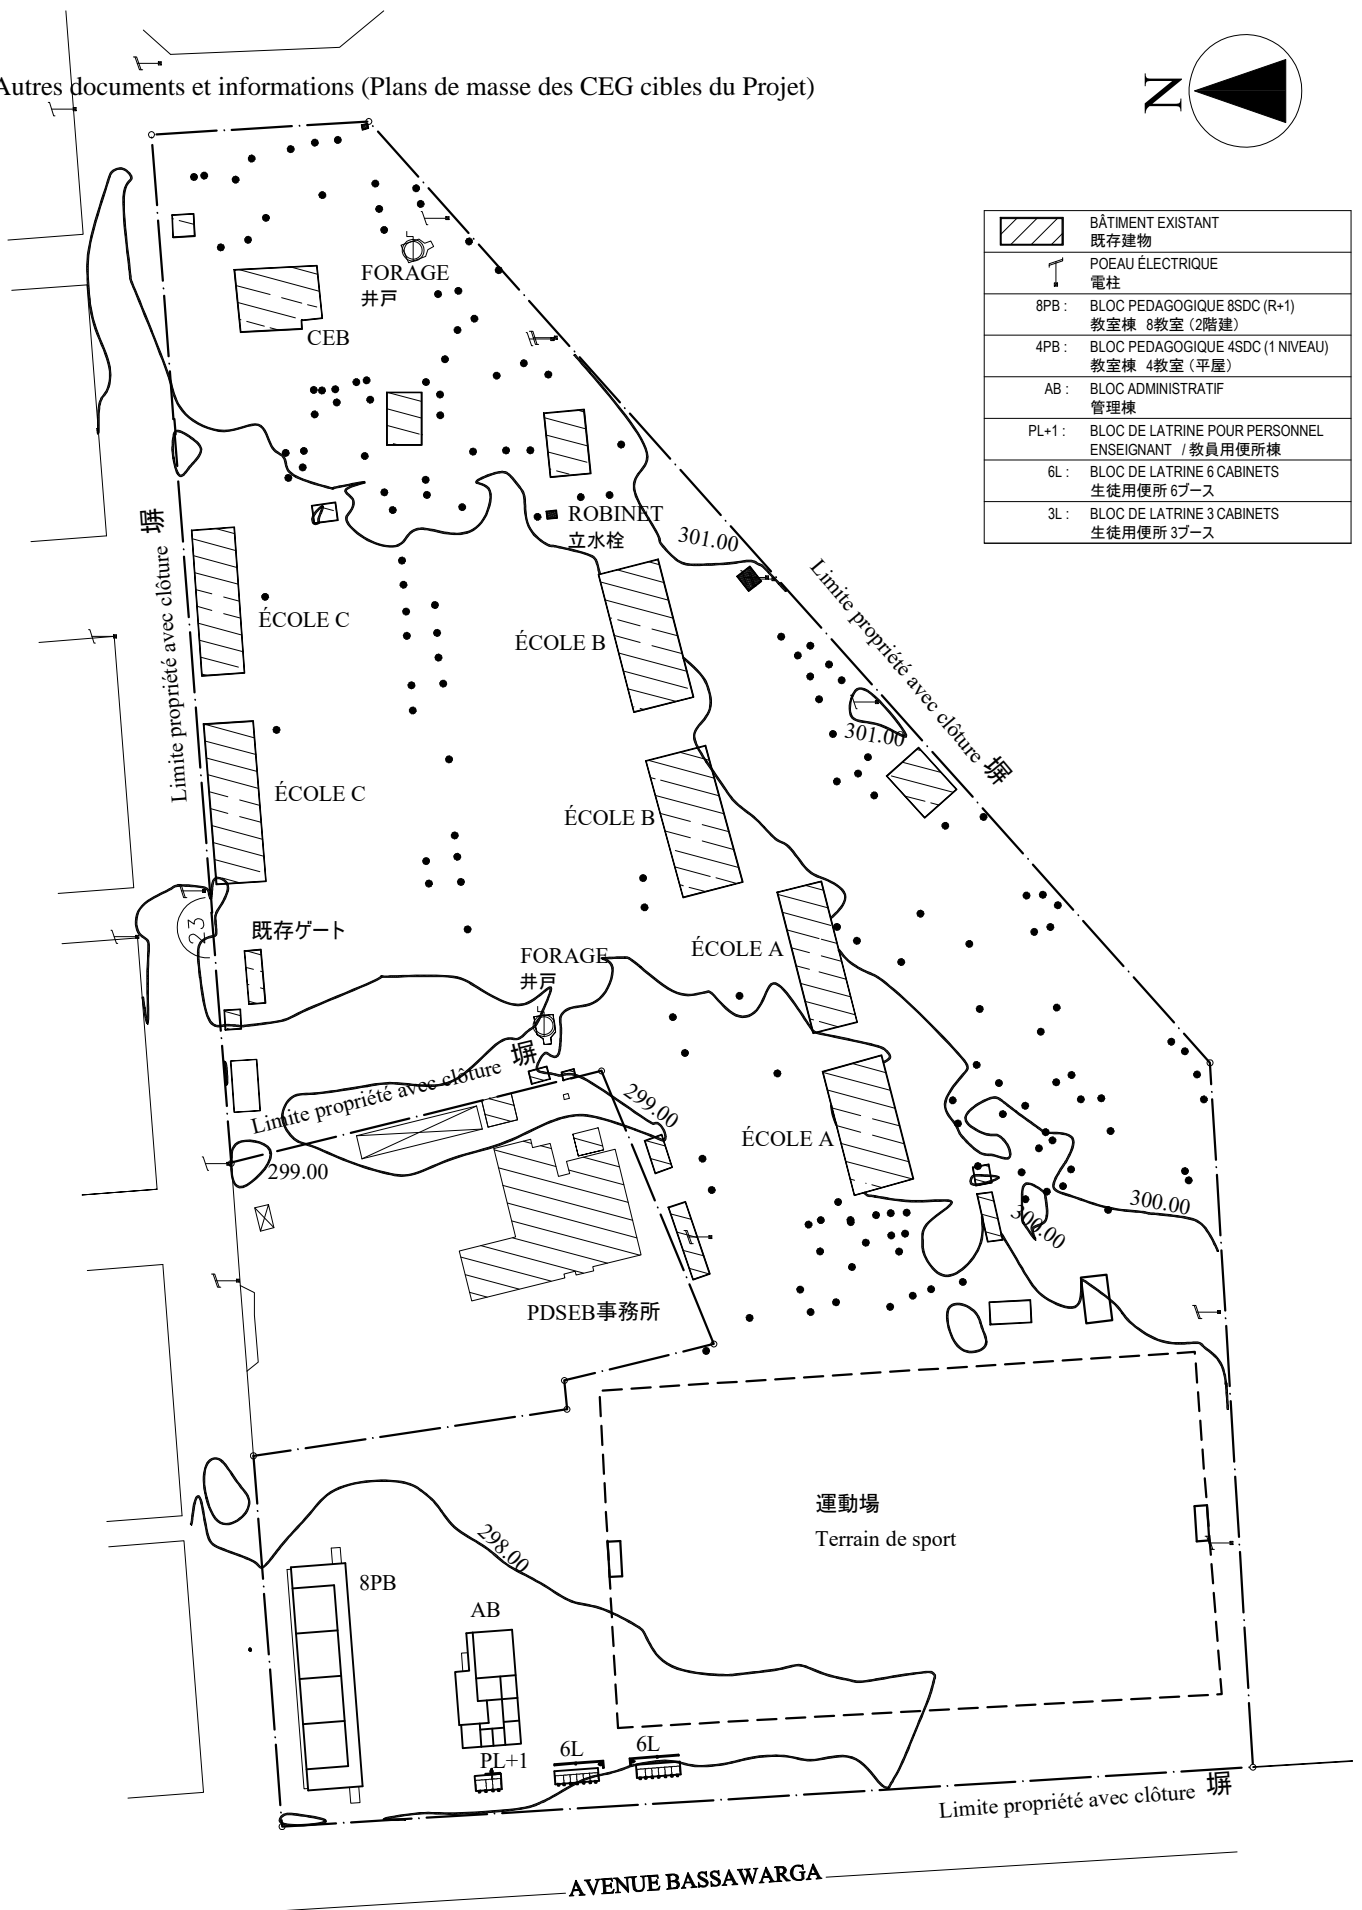 Autres documents et informations (Plans de masse des CEG cibles du Projet)
N
BÂTIMENT EXISTANT
既存建物
POEAU ÉLECTRIQUE
電柱
8PB : BLOC PEDAGOGIQUE 8SDC (R+1)
教室棟 8教室 (2階建)
4PB : BLOC PEDAGOGIQUE 4SDC (1 NIVEAU)
教室棟 4教室 (平屋)
AB : BLOC ADMINISTRATIF
管理棟
PL+1 : BLOC DE LATRINE POUR PERSONNEL
ENSEIGNANT / 教員用便所棟
6L : BLOC DE LATRINE 6 CABINETS
生徒用便所 6ブース
3L : BLOC DE LATRINE 3 CABINETS
生徒用便所 3ブース
FORAGE
井戸
CEB
ROBINET
立水栓
301.00
Limite propriété avec clôture 塀
Limite propriété avec clôture 塀
ÉCOLE C
ÉCOLE B
301.00
ÉCOLE C
ÉCOLE B
23
既存ゲート
FORAGE
井戸
ÉCOLE A
Limite propriété avec clôture 塀
299.00
299.00
ÉCOLE A
300.00
300.00
PDSEB事務所
運動場
Terrain de sport
298.00
8PB
AB
PL+1
6L
6L
Limite propriété avec clôture 塀
AVENUE BASSAWARGA